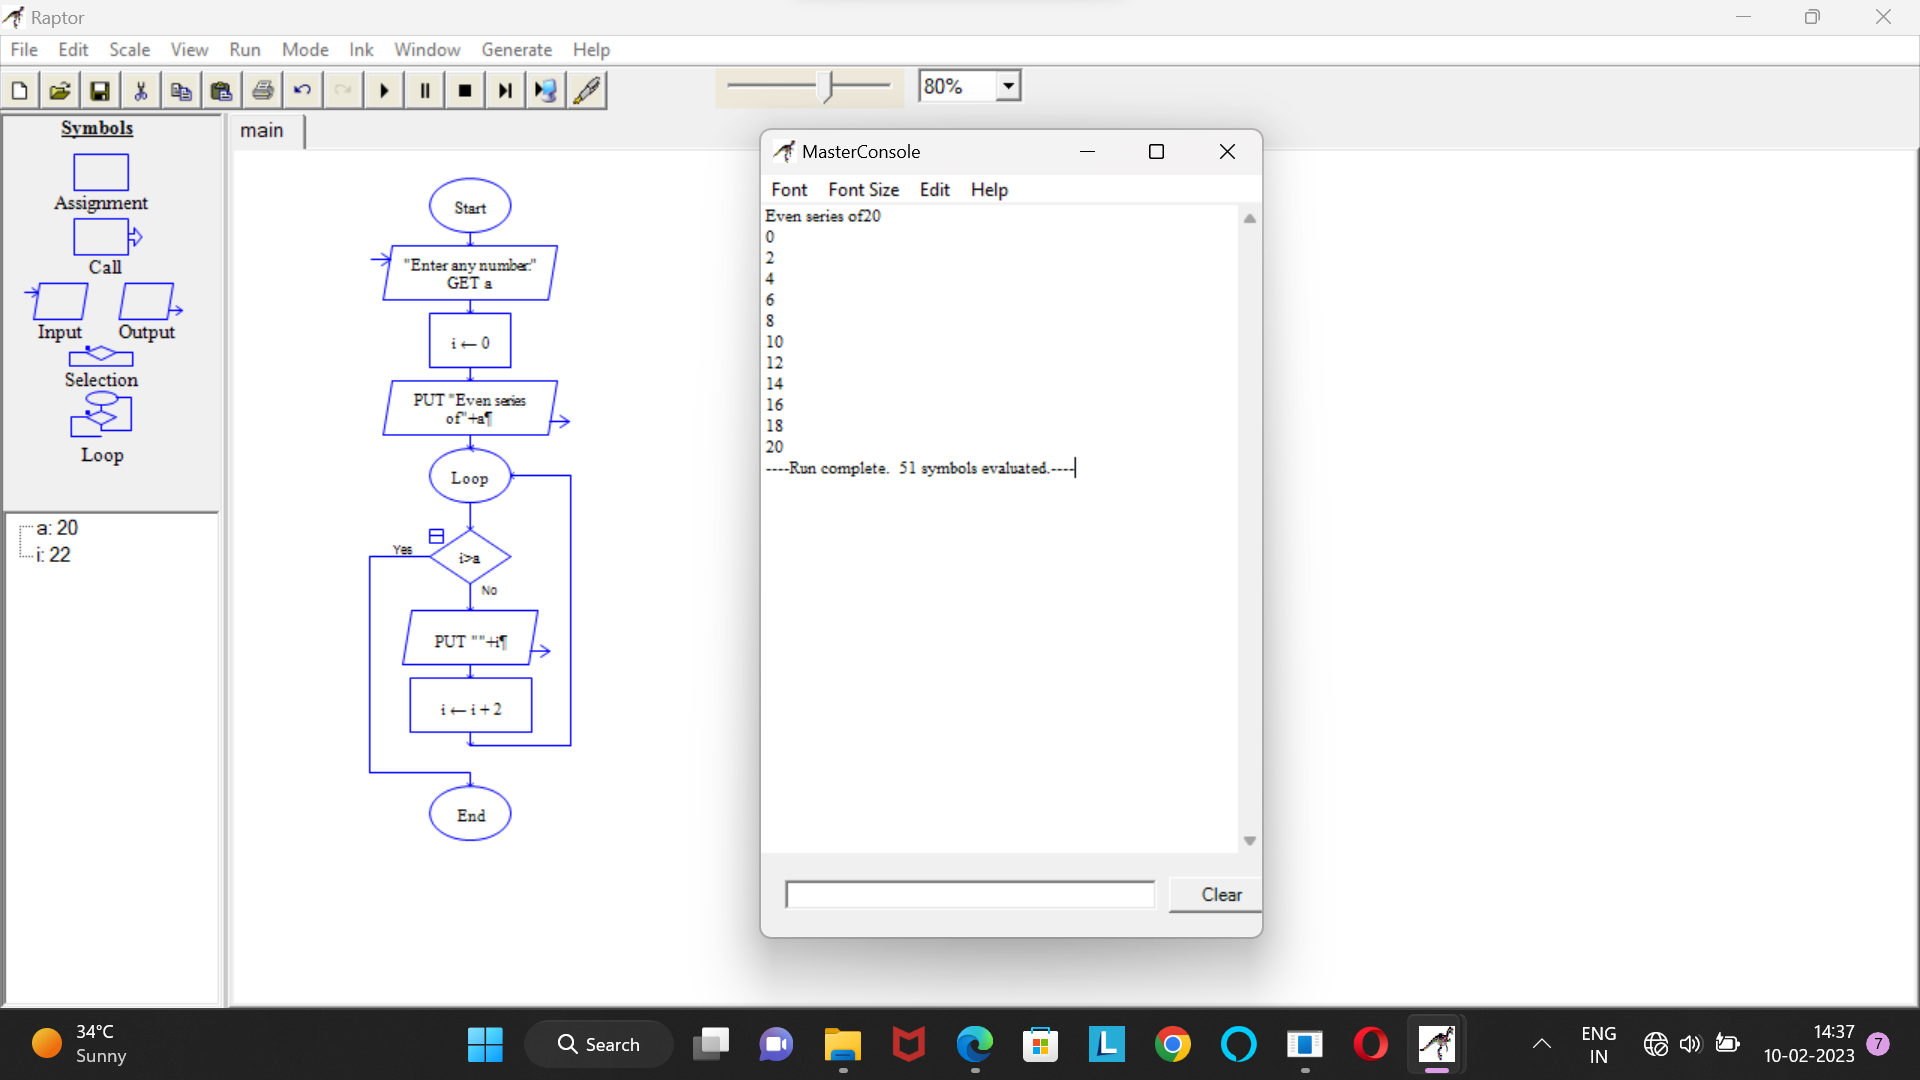 Raptor
File Edit Scale View Run Mode Ink Window Generate Help
80%
Symbols
Assignment
Call
Input Output
Selection
Loop
a: 20
i: 22
main
Start
"Enter any number:"
GET a
i ← 0
PUT "Even series
of"+a¶
Loop
Yes
i>a
No
PUT ""+i¶
i ← i + 2
End
MasterConsole
Font Font Size Edit Help
Even series of20
0
2
4
6
8
10
12
14
16
18
20
----Run complete.  51 symbols evaluated.----
Clear
34°C
Sunny
Search
L
ENG
IN
14:37
10-02-2023
7